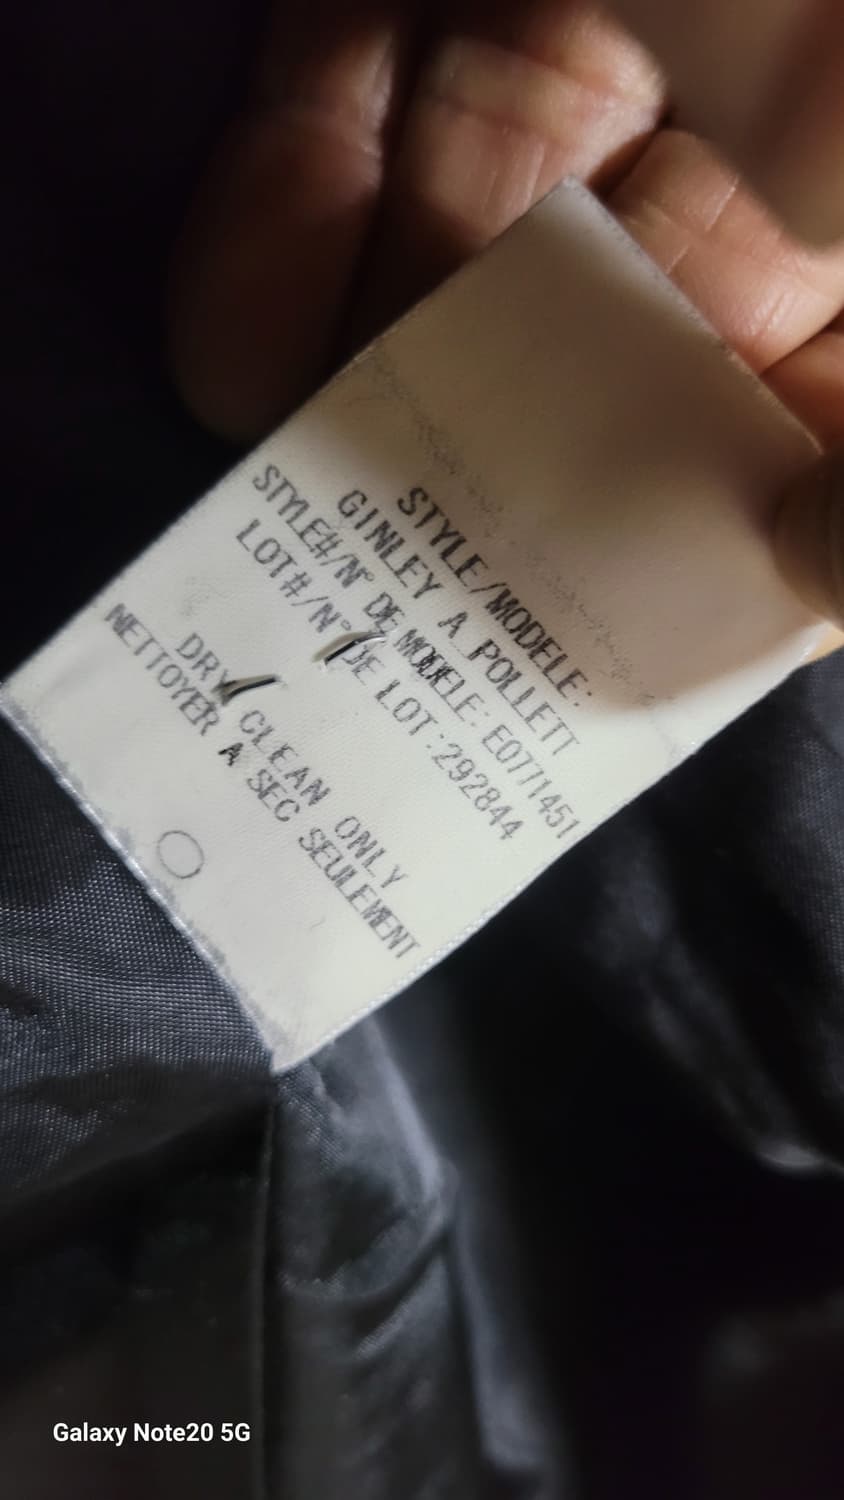 STYLE/MODELE:
GINLEY A POLLETT
STYLE#/N° DE MODELE: E0771451
LOT#/N° DE LOT: 292844
DRY CLEAN ONLY
NETTOYER A SEC SEULEMENT
Galaxy Note20 5G